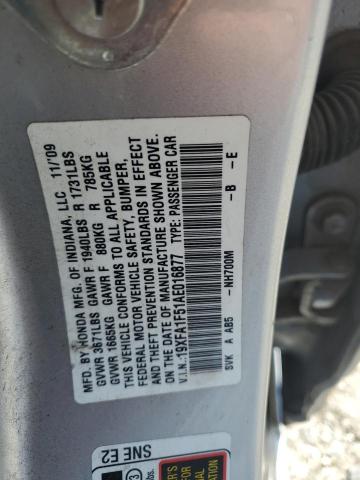 MFD. BY HONDA MFG. OF INDIANA, LLC 11/'09
GVWR 3671LBS GAWR F 1940LBS R 1731LBS
GVWR 1665KG GAWR F 880KG R 785KG
THIS VEHICLE CONFORMS TO ALL APPLICABLE
FEDERAL MOTOR VEHICLE SAFETY, BUMPER,
AND THEFT PREVENTION STANDARDS IN EFFECT
ON THE DATE OF MANUFACTURE SHOWN ABOVE.
V.I.N.:19XFA1F51AE016877 TYPE: PASSENGER CAR
-NH700M -B -E
SVK A AB5
SNE E2